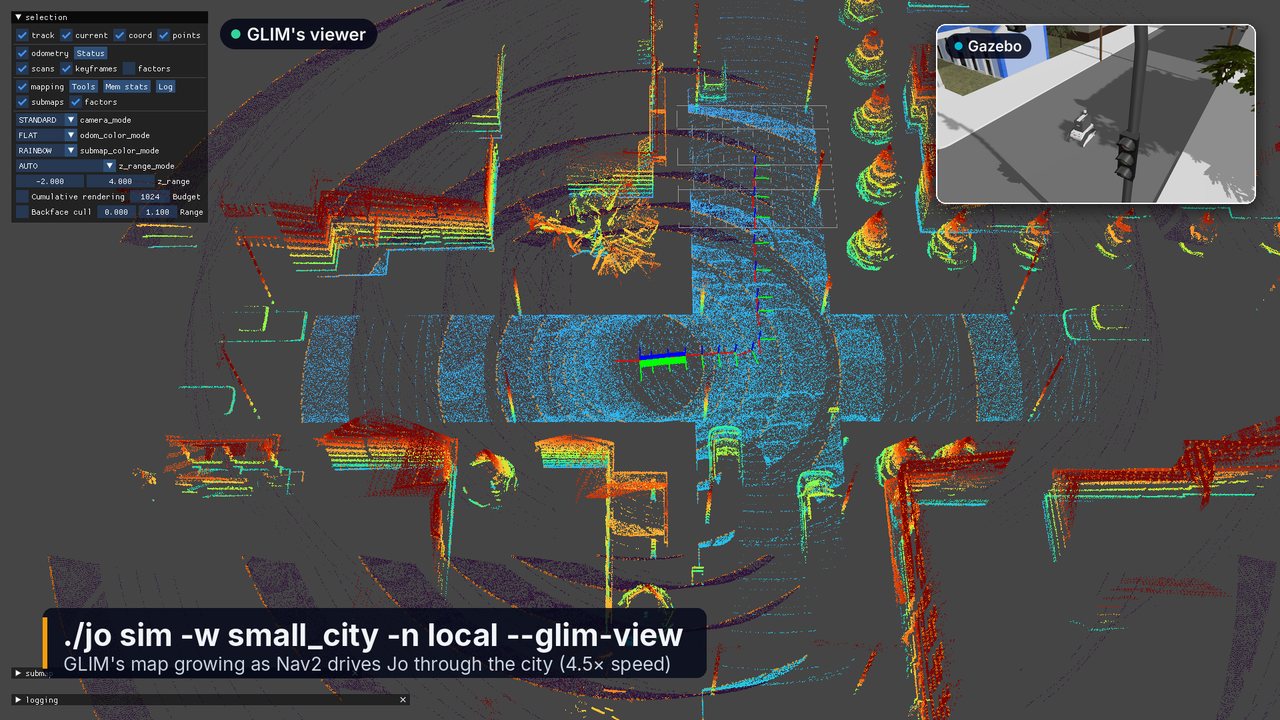 selection
track current coord points
odometry Status
scans keyframes factors
mapping Tools Mem stats Log
submaps factors
STANDARD camera_mode
FLAT odom_color_mode
RAINBOW submap_color_mode
AUTO z_range_mode
-2.000 4.000 z_range
Cumulative rendering 1024 Budget
Backface cull 0.000 1.100 Range
GLIM's viewer
Gazebo
./jo sim -w small_city -n local --glim-view
GLIM's map growing as Nav2 drives Jo through the city (4.5× speed)
subm
logging